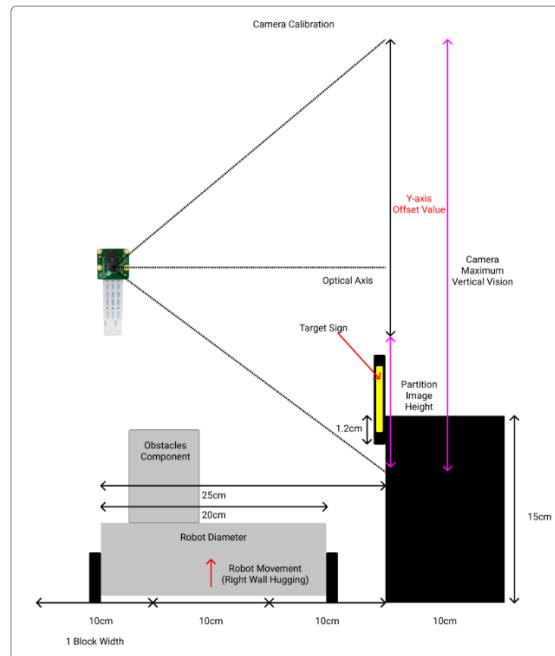 Camera Calibration
Y-axis
Offset Value
Camera
Maximum
Vertical Vision
Optical Axis
Target Sign
Partition
Image
Height
1.2cm
Obstacles
Component
25cm
20cm
15cm
Robot Diameter
Robot Movement
(Right Wall Hugging)
10cm 10cm 10cm 10cm
1 Block Width